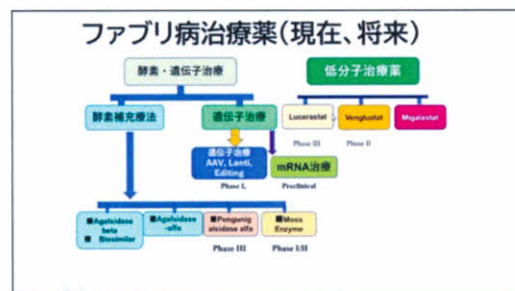 ファブリ病治療薬(現在、将来)
酵素・遺伝子治療
低分子治療薬
酵素補充療法
遺伝子治療
Lucerastat
Venglustat
Migalastat
Phase III
Phase II
遺伝子治療
AAV, Lenti,
Editing
mRNA治療
Phase I,
Preclinical
■Agalsidase
beta
■ Biosimilar
■Agalsidase
-alfa
■Pegunig
alsidase alfa
■Moss
Enzyme
Phase III
Phase I/II